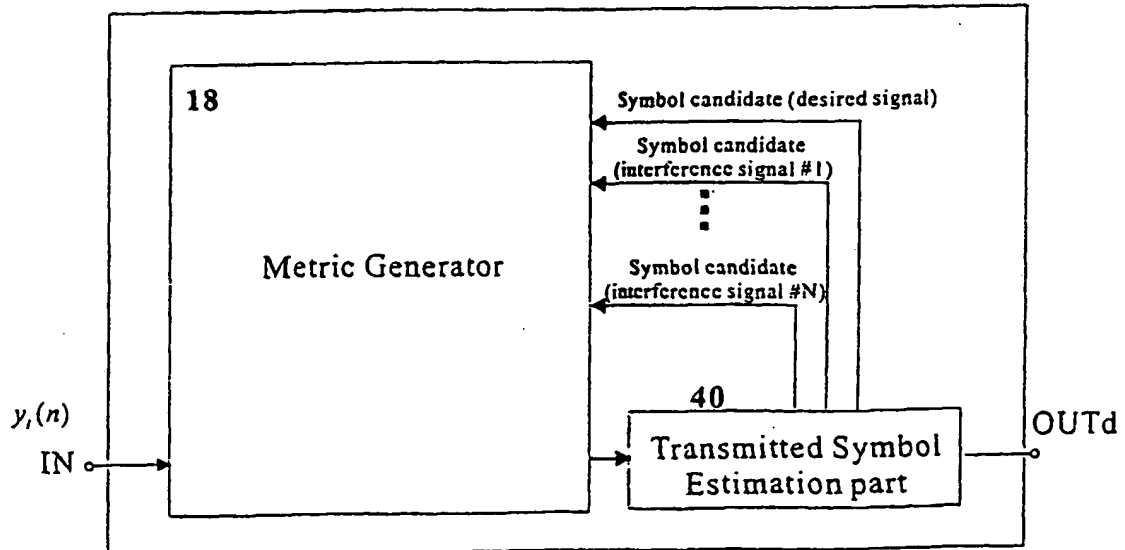 18
Symbol candidate (desired signal)
Symbol candidate
(interference signal #1)
Metric Generator
Symbol candidate
(interference signal #N)
40
y_t(n)
IN
Transmitted Symbol
Estimation part
OUTd